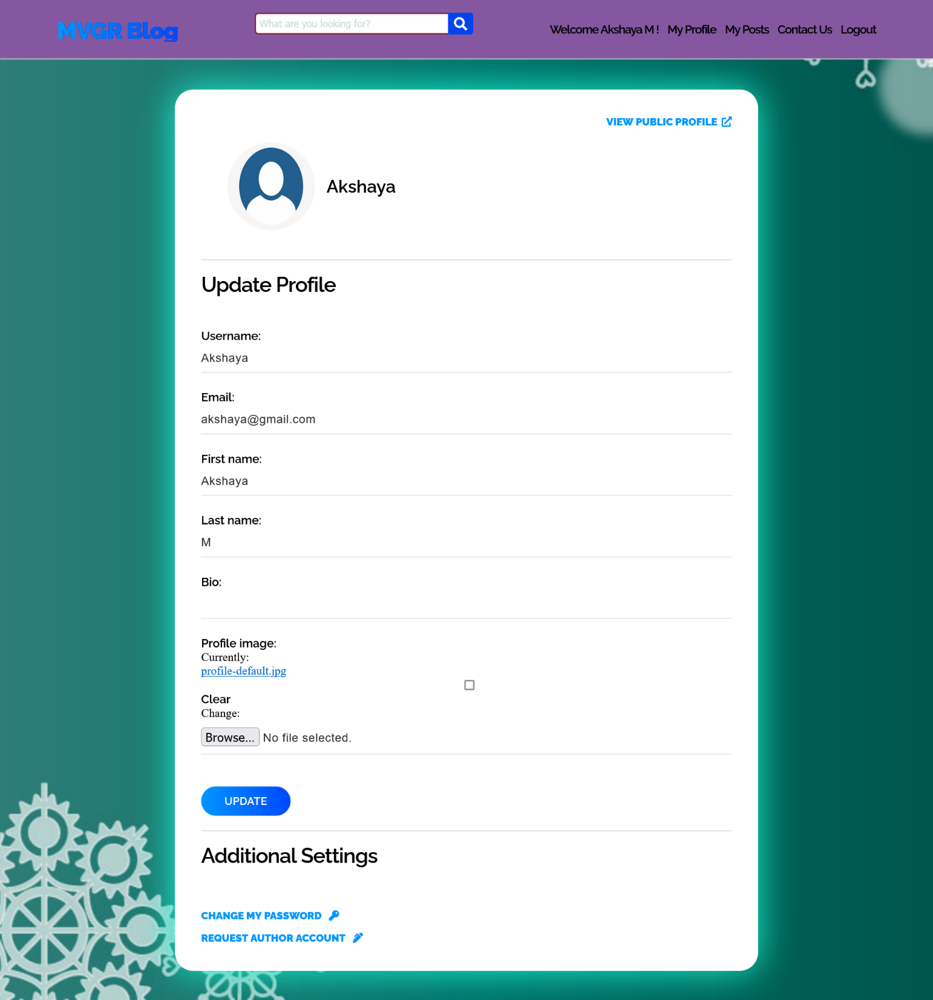 MVGR Blog
What are you looking for?
Welcome Akshaya M ! My Profile My Posts Contact Us Logout
VIEW PUBLIC PROFILE
Akshaya
Update Profile
Username:
Akshaya
Email:
akshaya@gmail.com
First name:
Akshaya
Last name:
M
Bio:
Profile image:
Currently:
profile-default.jpg
Clear
Change:
Browse... No file selected.
UPDATE
Additional Settings
CHANGE MY PASSWORD
REQUEST AUTHOR ACCOUNT